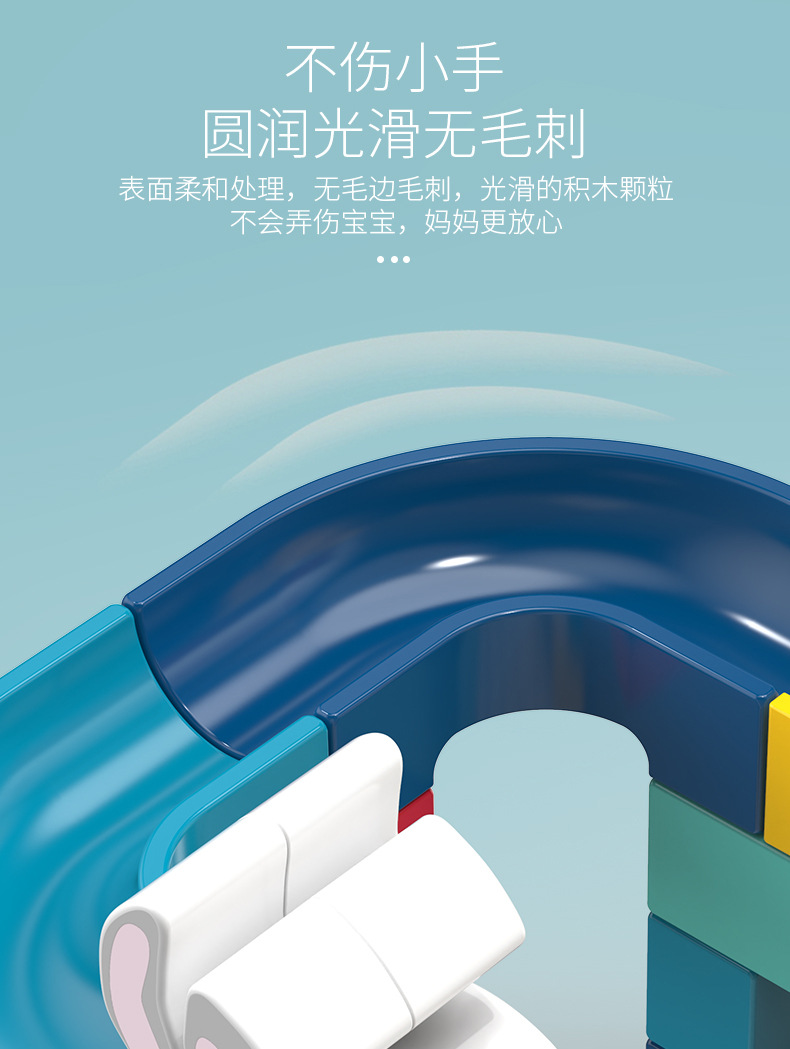 不伤小手
圆润光滑无毛刺
表面柔和处理，无毛边毛刺，光滑的积木颗粒
不会弄伤宝宝，妈妈更放心